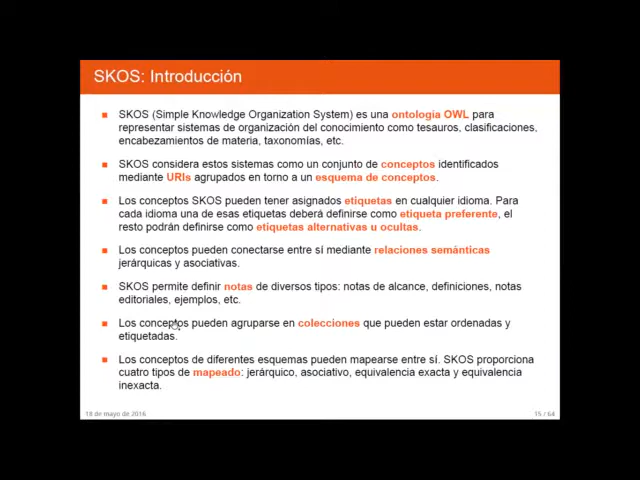 SKOS: Introducción
SKOS (Simple Knowledge Organization System) es una ontología OWL para
representar sistemas de organización del conocimiento como tesauros, clasificaciones,
encabezamientos de materia, taxonomías, etc.
SKOS considera estos sistemas como un conjunto de conceptos identificados
mediante URIs agrupados en torno a un esquema de conceptos.
Los conceptos SKOS pueden tener asignados etiquetas en cualquier idioma. Para
cada idioma una de esas etiquetas deberá definirse como etiqueta preferente, el
resto podrán definirse como etiquetas alternativas u ocultas.
Los conceptos pueden conectarse entre sí mediante relaciones semánticas
jerárquicas y asociativas.
SKOS permite definir notas de diversos tipos: notas de alcance, definiciones, notas
editoriales, ejemplos, etc.
Los conceptos pueden agruparse en colecciones que pueden estar ordenadas y
etiquetadas.
Los conceptos de diferentes esquemas pueden mapearse entre sí. SKOS proporciona
cuatro tipos de mapeado: jerárquico, asociativo, equivalencia exacta y equivalencia
inexacta.
18 de mayo de 2016
15 / 64